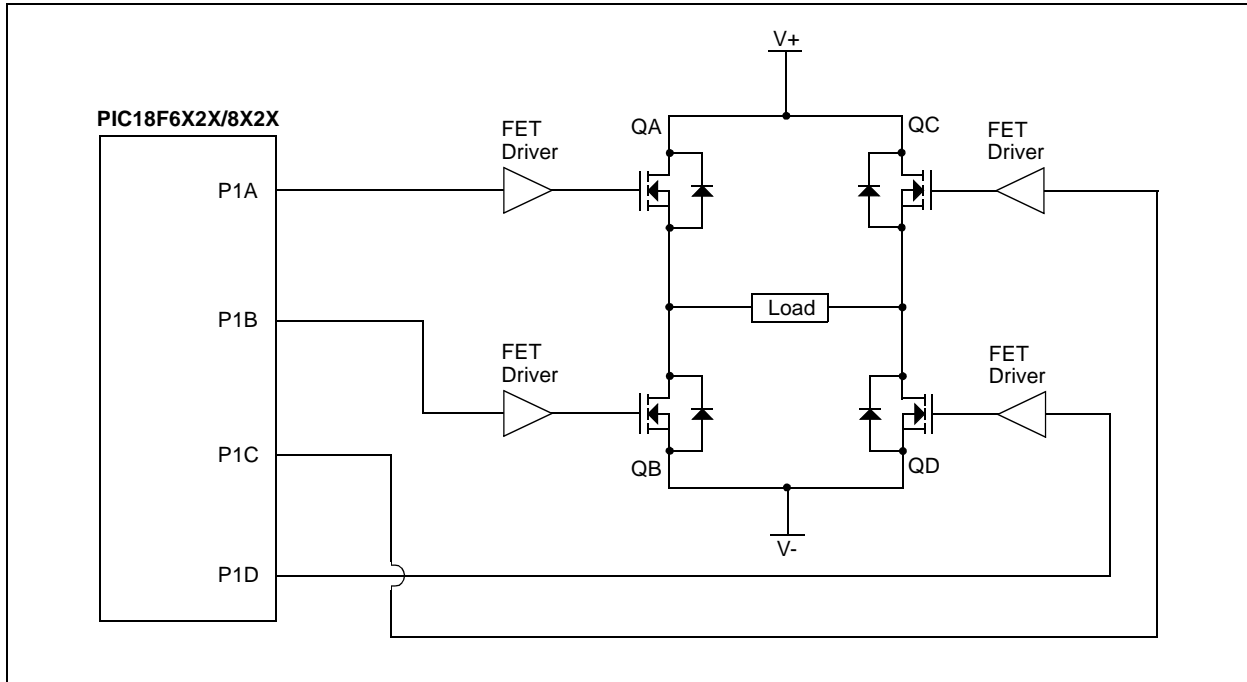 V+
PIC18F6X2X/8X2X
FET
Driver
QA
QC
FET
Driver
P1A
P1B
Load
FET
Driver
FET
Driver
P1C
QB
QD
V-
P1D